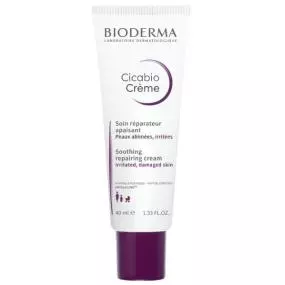 BIODERMA
LABORATOIRE DERMATOLOGIQUE
Cicabio
Crème
Soin réparateur
apaisant
Peaux abîmées, irritées
Soothing
repairing cream
Irritated, damaged skin
40 ml ℮ 1.33 FL.OZ.